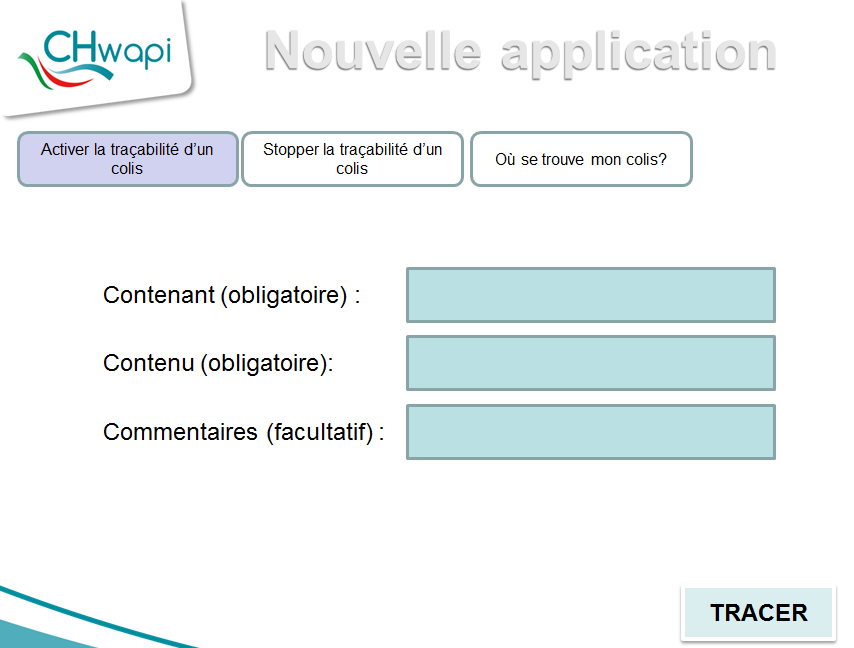 CHwapi
Nouvelle application
Activer la traçabilité d’un
colis
Stopper la traçabilité d’un
colis
Où se trouve mon colis?
Contenant (obligatoire) :
Contenu (obligatoire):
Commentaires (facultatif) :
TRACER